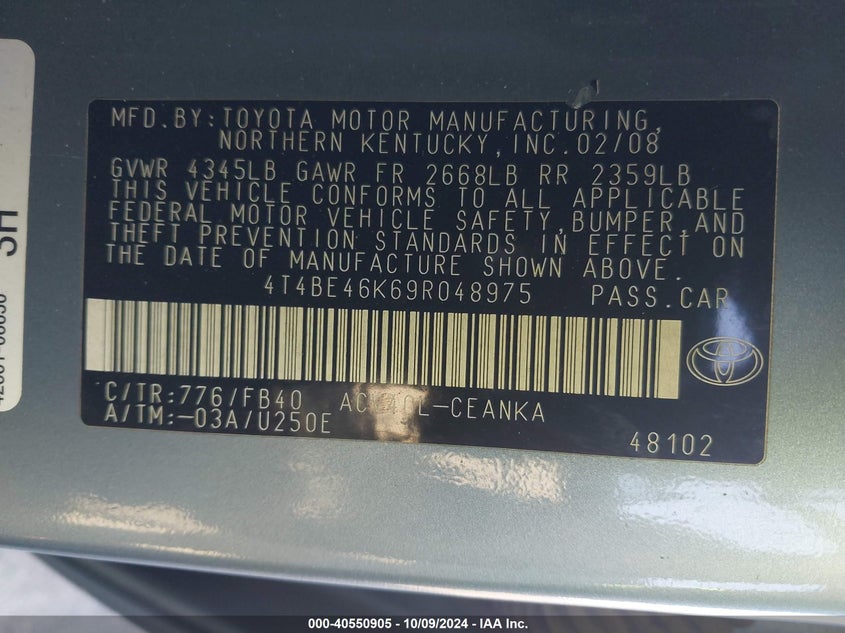 SH
MFD.BY:TOYOTA MOTOR MANUFACTURING,
NORTHERN KENTUCKY,INC.02/08
GVWR 4345LB GAWR FR 2668LB RR 2359LB
THIS VEHICLE CONFORMS TO ALL APPLICABLE
FEDERAL MOTOR VEHICLE SAFETY,BUMPER,AND
THEFT PREVENTION STANDARDS IN EFFECT ON
THE DATE OF MANUFACTURE SHOWN ABOVE.
4T4BE46K69R048975 PASS.CAR
C/TR:776/FB40
A/TM:-03A/U250E
48102
000-40550905 - 10/09/2024 - IEAA